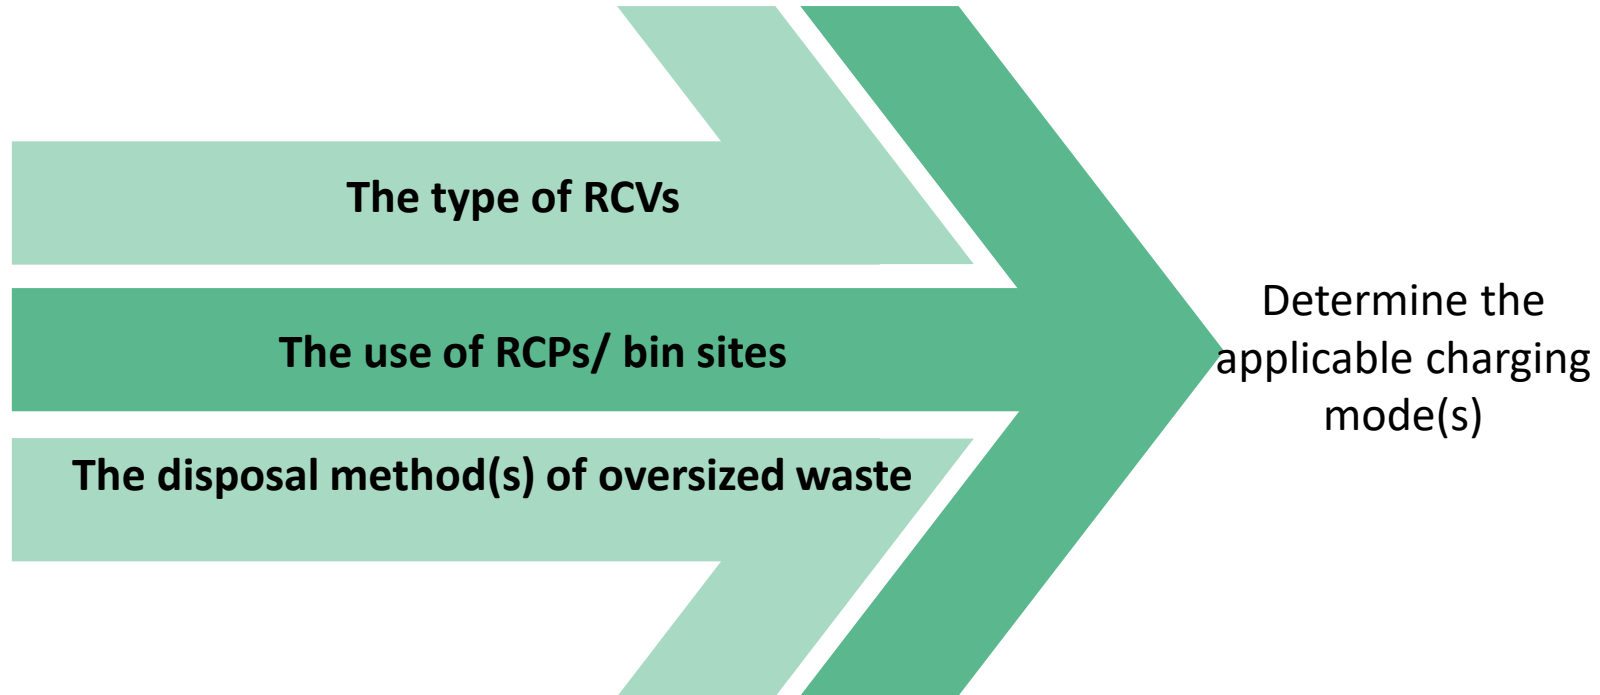 The type of RCVs
The use of RCPs/ bin sites
The disposal method(s) of oversized waste
Determine the
applicable charging
mode(s)